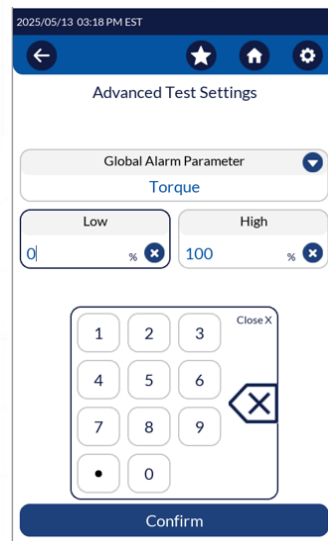 2025/05/13 03:18 PM EST
Advanced Test Settings
Global Alarm Parameter
Torque
Low High
0 % 100 %
Close X
1 2 3
4 5 6
7 8 9
• 0
Confirm